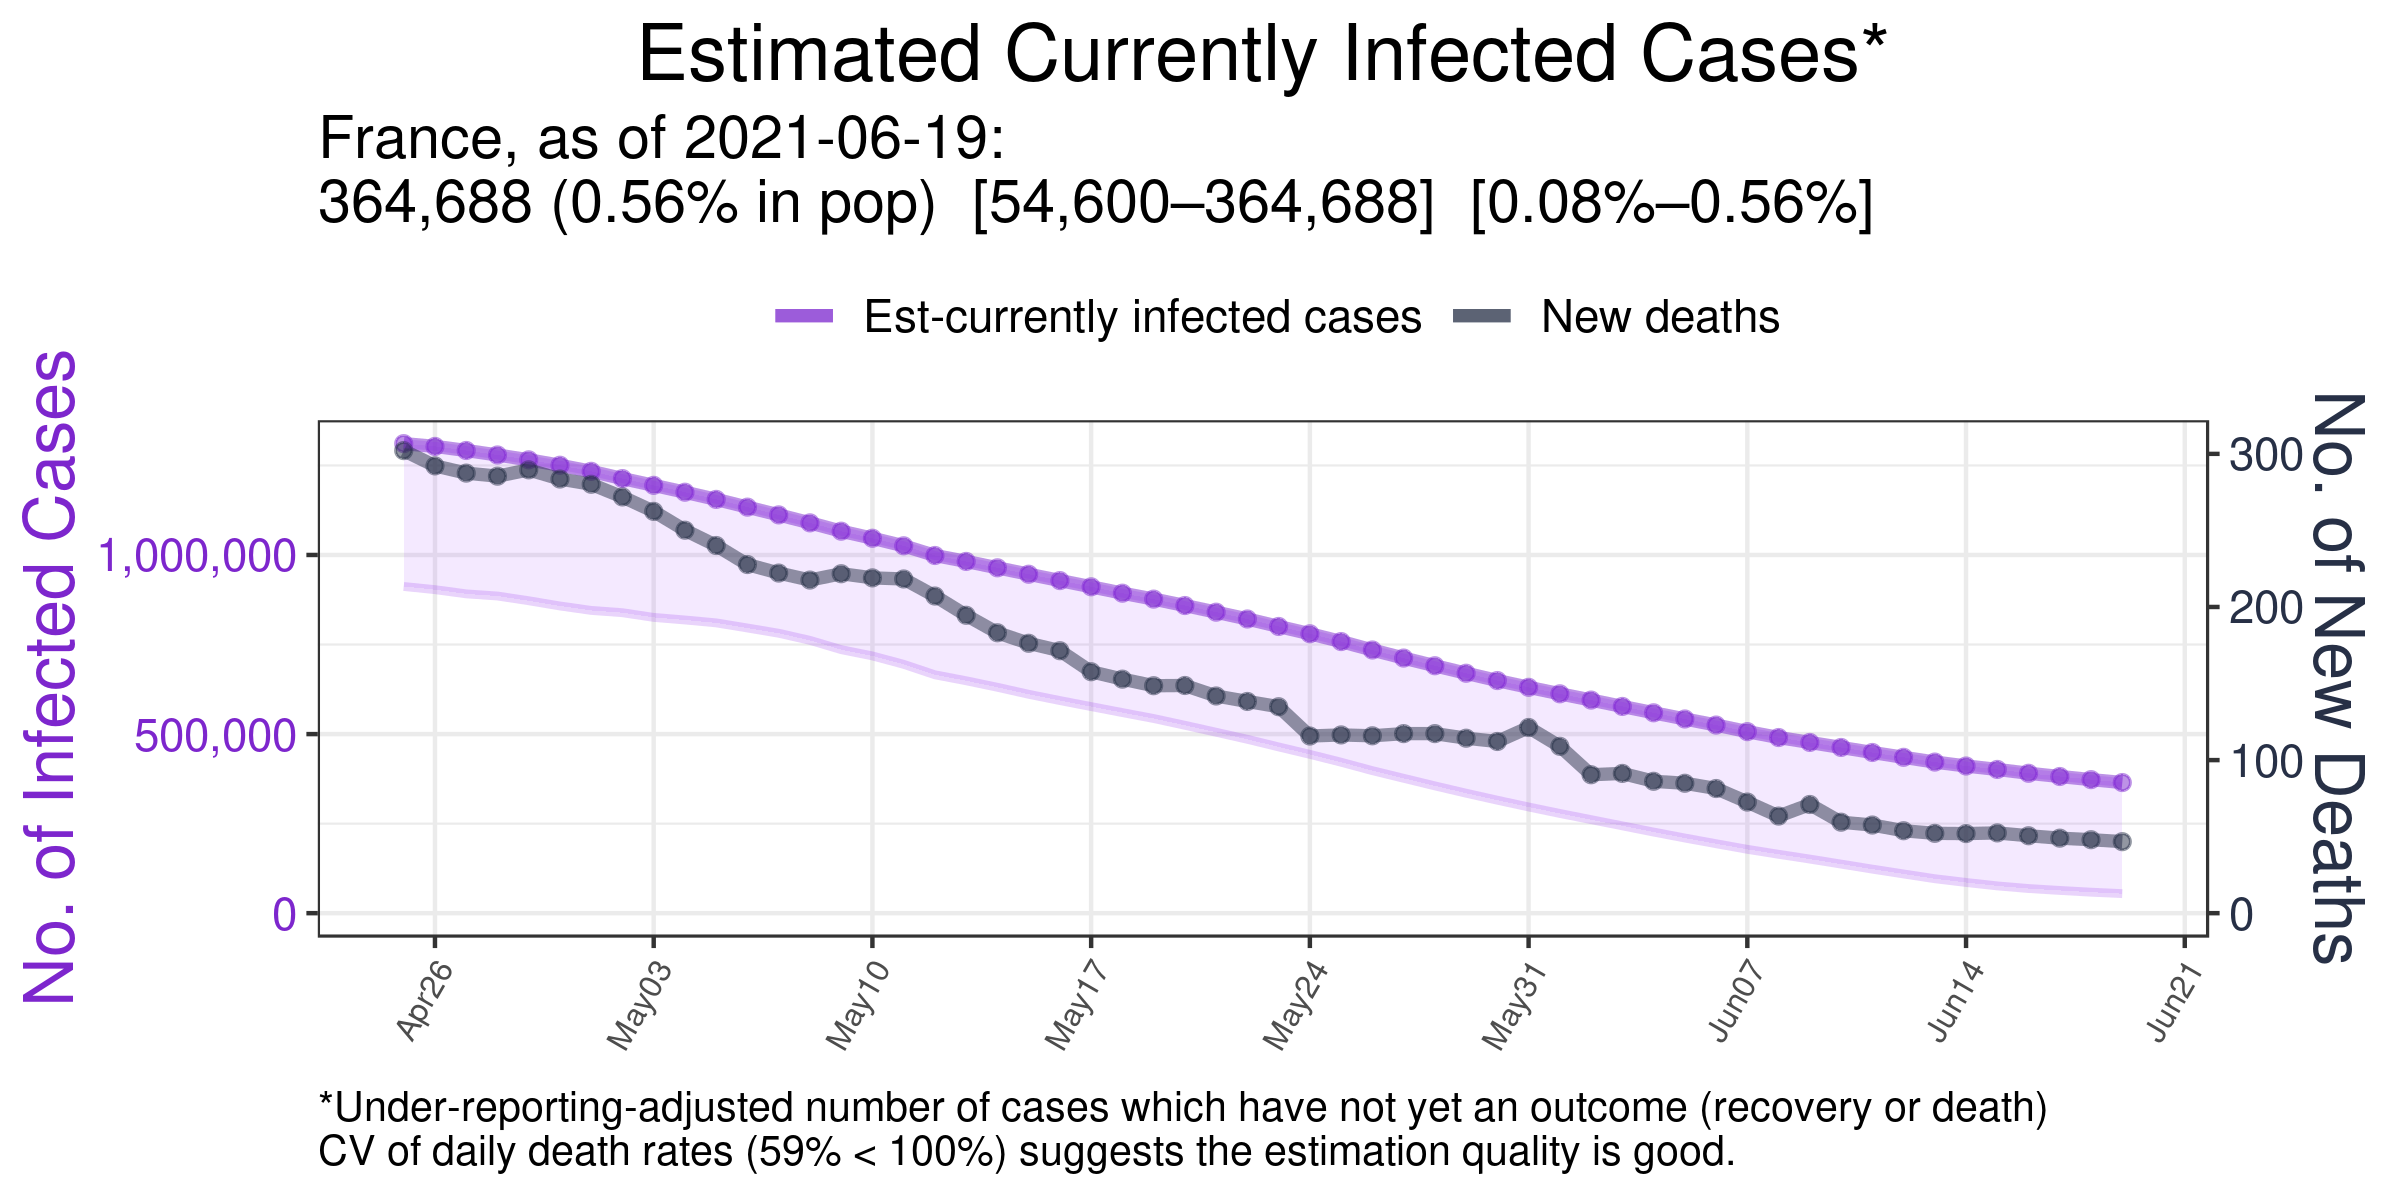 Estimated Currently Infected Cases*
France, as of 2021-06-19:
364,688 (0.56% in pop)  [54,600–364,688]  [0.08%–0.56%]
Est-currently infected cases
New deaths
No. of Infected Cases
1,000,000
500,000
0
300
200
100
0
No. of New Deaths
Apr26
May03
May10
May17
May24
May31
Jun07
Jun14
Jun21
*Under-reporting-adjusted number of cases which have not yet an outcome (recovery or death)
CV of daily death rates (59% < 100%) suggests the estimation quality is good.